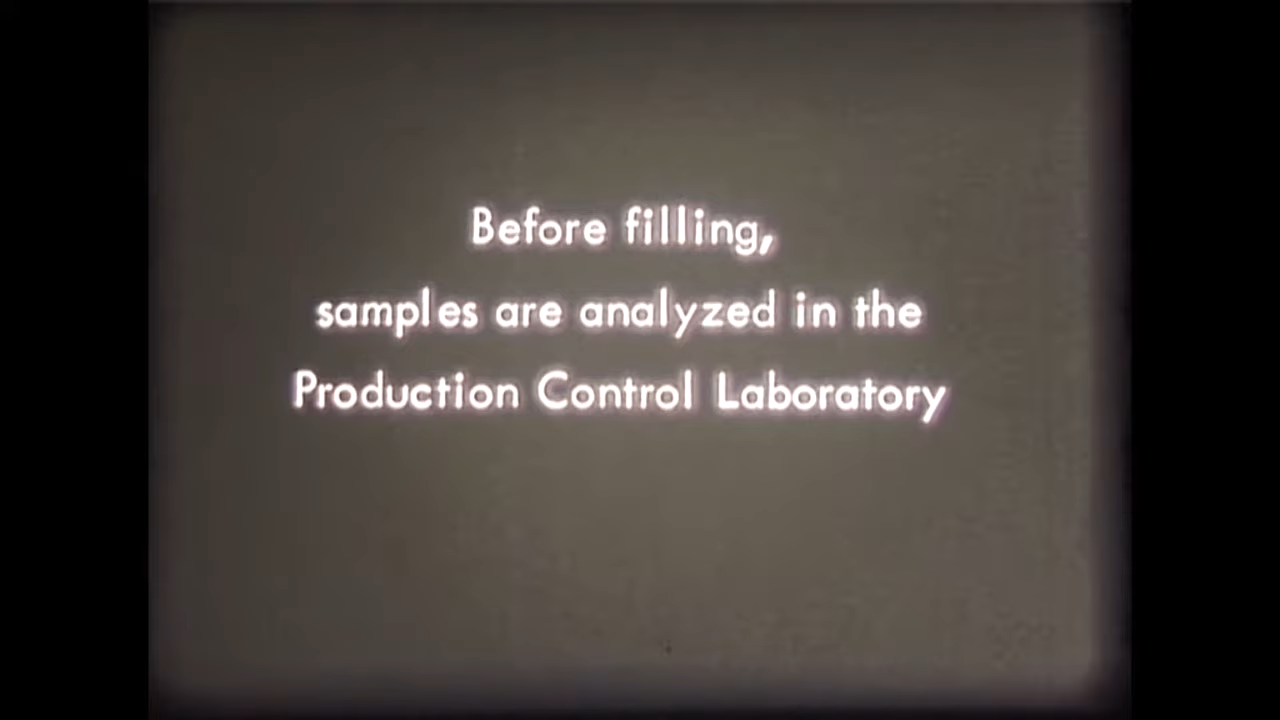 Before filling,
samples are analyzed in the
Production Control Laboratory